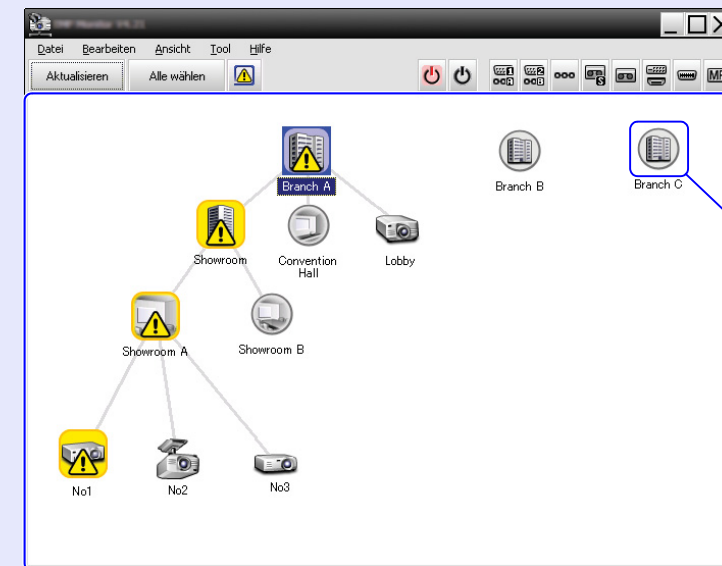 Datei Bearbeiten Ansicht Tool Hilfe
Aktualisieren Alle wählen
Branch A
Branch B
Branch C
Showroom
Convention
Hall
Lobby
Showroom A
Showroom B
No1
No2
No3